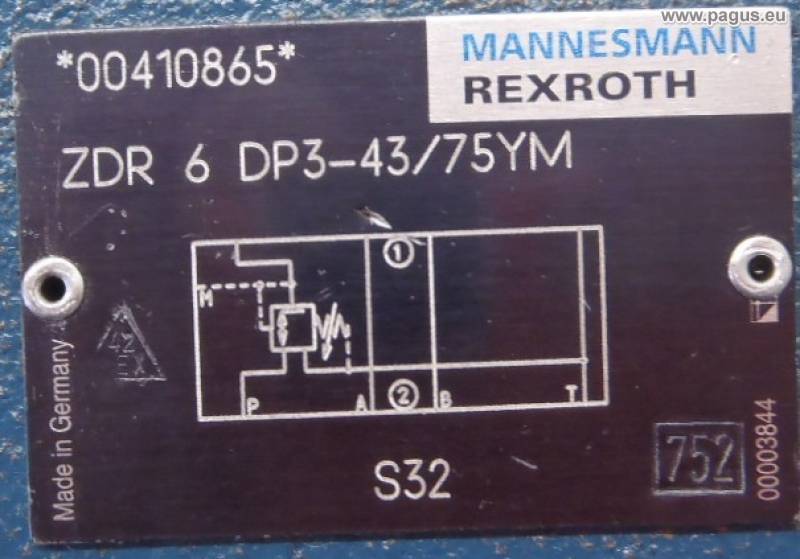 www.pagus.eu
*00410865*
MANNESMANN
REXROTH
ZDR 6 DP3-43/75YM
1
M
P
A
2
B
T
S32
752
Made in Germany
00003844